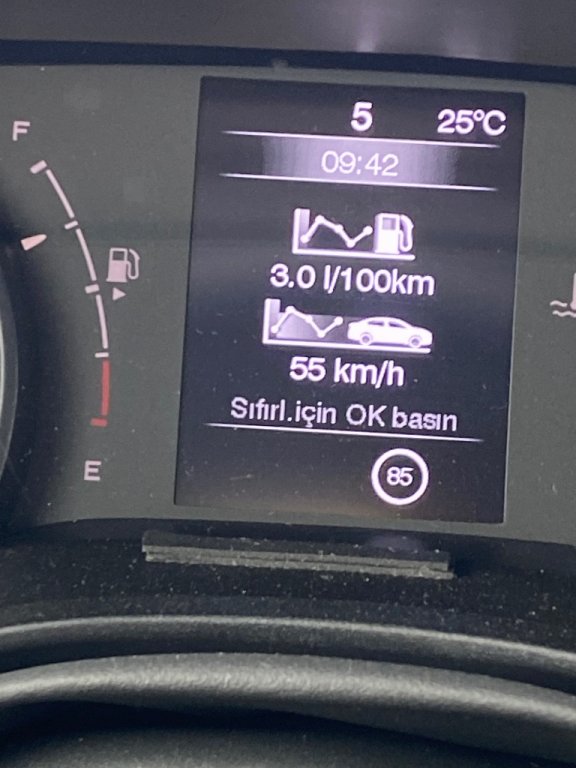 5 25°C
F
09:42
3.0 l/100km
55 km/h
Sıfırl.için OK basın
E
85